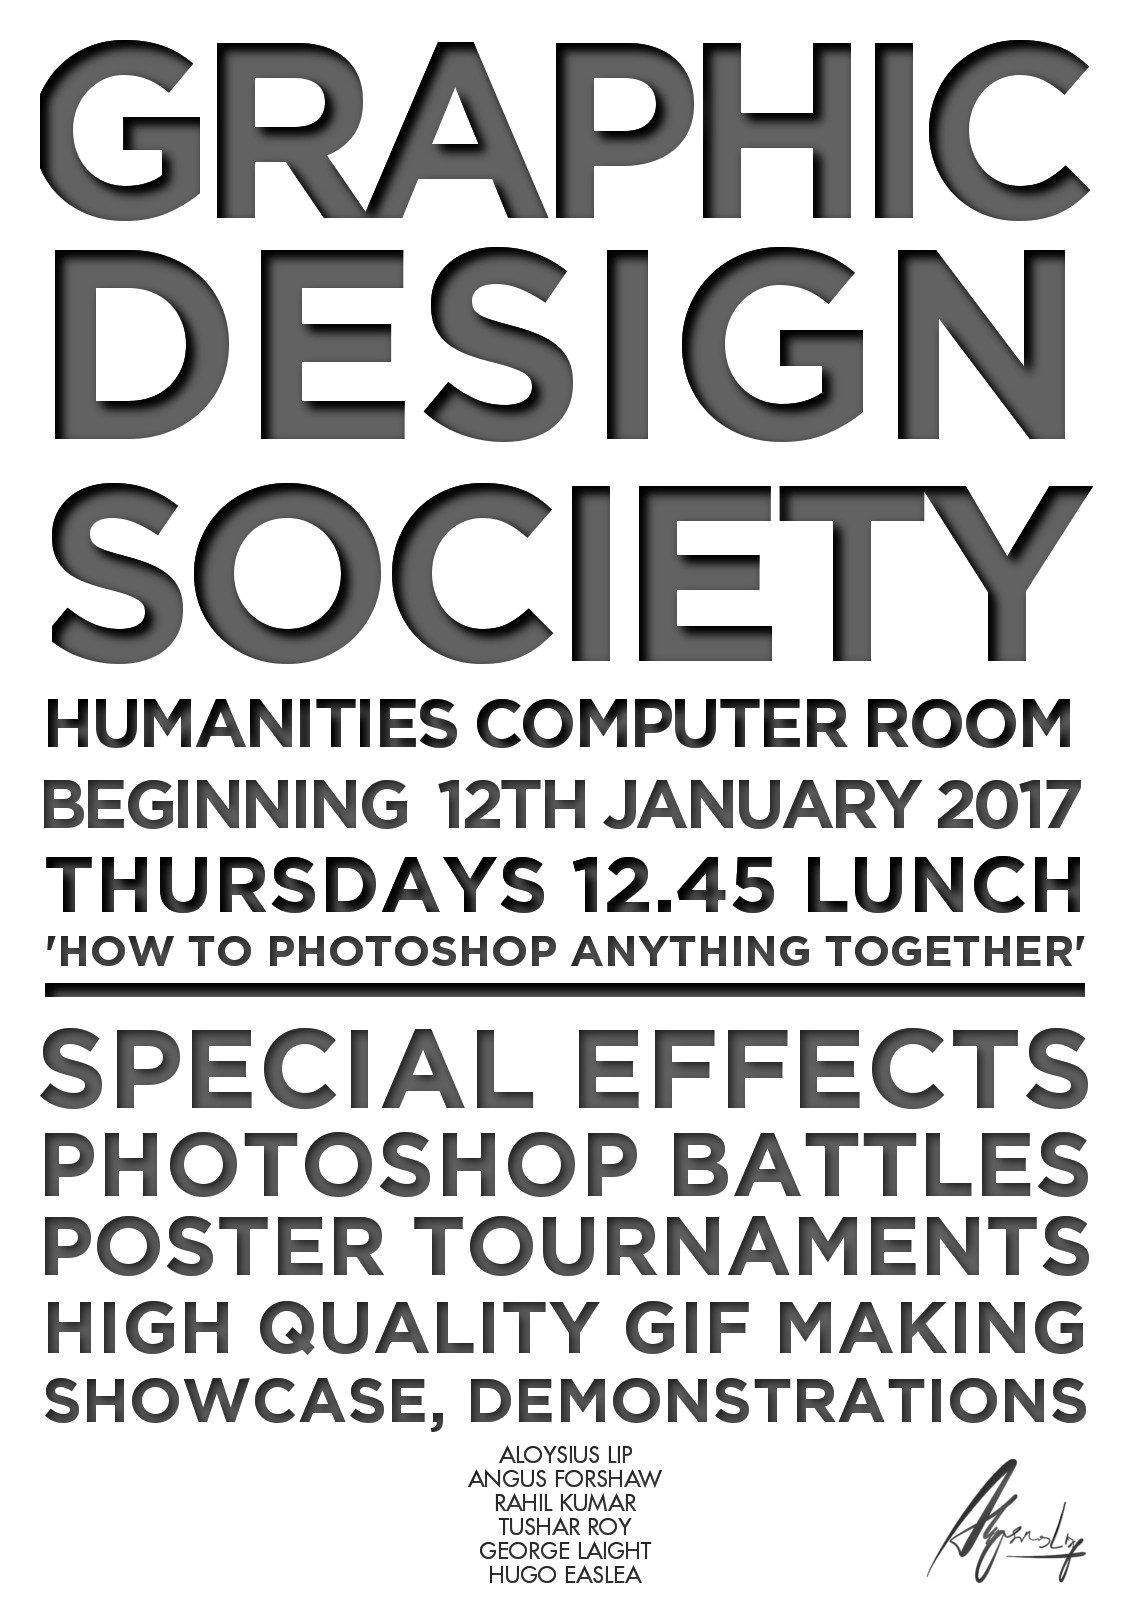 GRAPHIC
DESIGN
SOCIETY
HUMANITIES COMPUTER ROOM
BEGINNING 12TH JANUARY 2017
THURSDAYS 12.45 LUNCH
'HOW TO PHOTOSHOP ANYTHING TOGETHER'
SPECIAL EFFECTS
PHOTOSHOP BATTLES
POSTER TOURNAMENTS
HIGH QUALITY GIF MAKING
SHOWCASE, DEMONSTRATIONS
ALOYSIUS LIP
ANGUS FORSHAW
RAHIL KUMAR
TUSHAR ROY
GEORGE LAIGHT
HUGO EASLEA